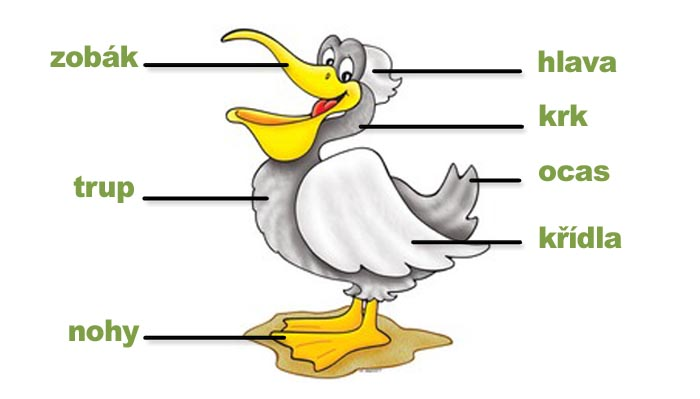 zobák
hlava
krk
ocas
trup
křídla
nohy